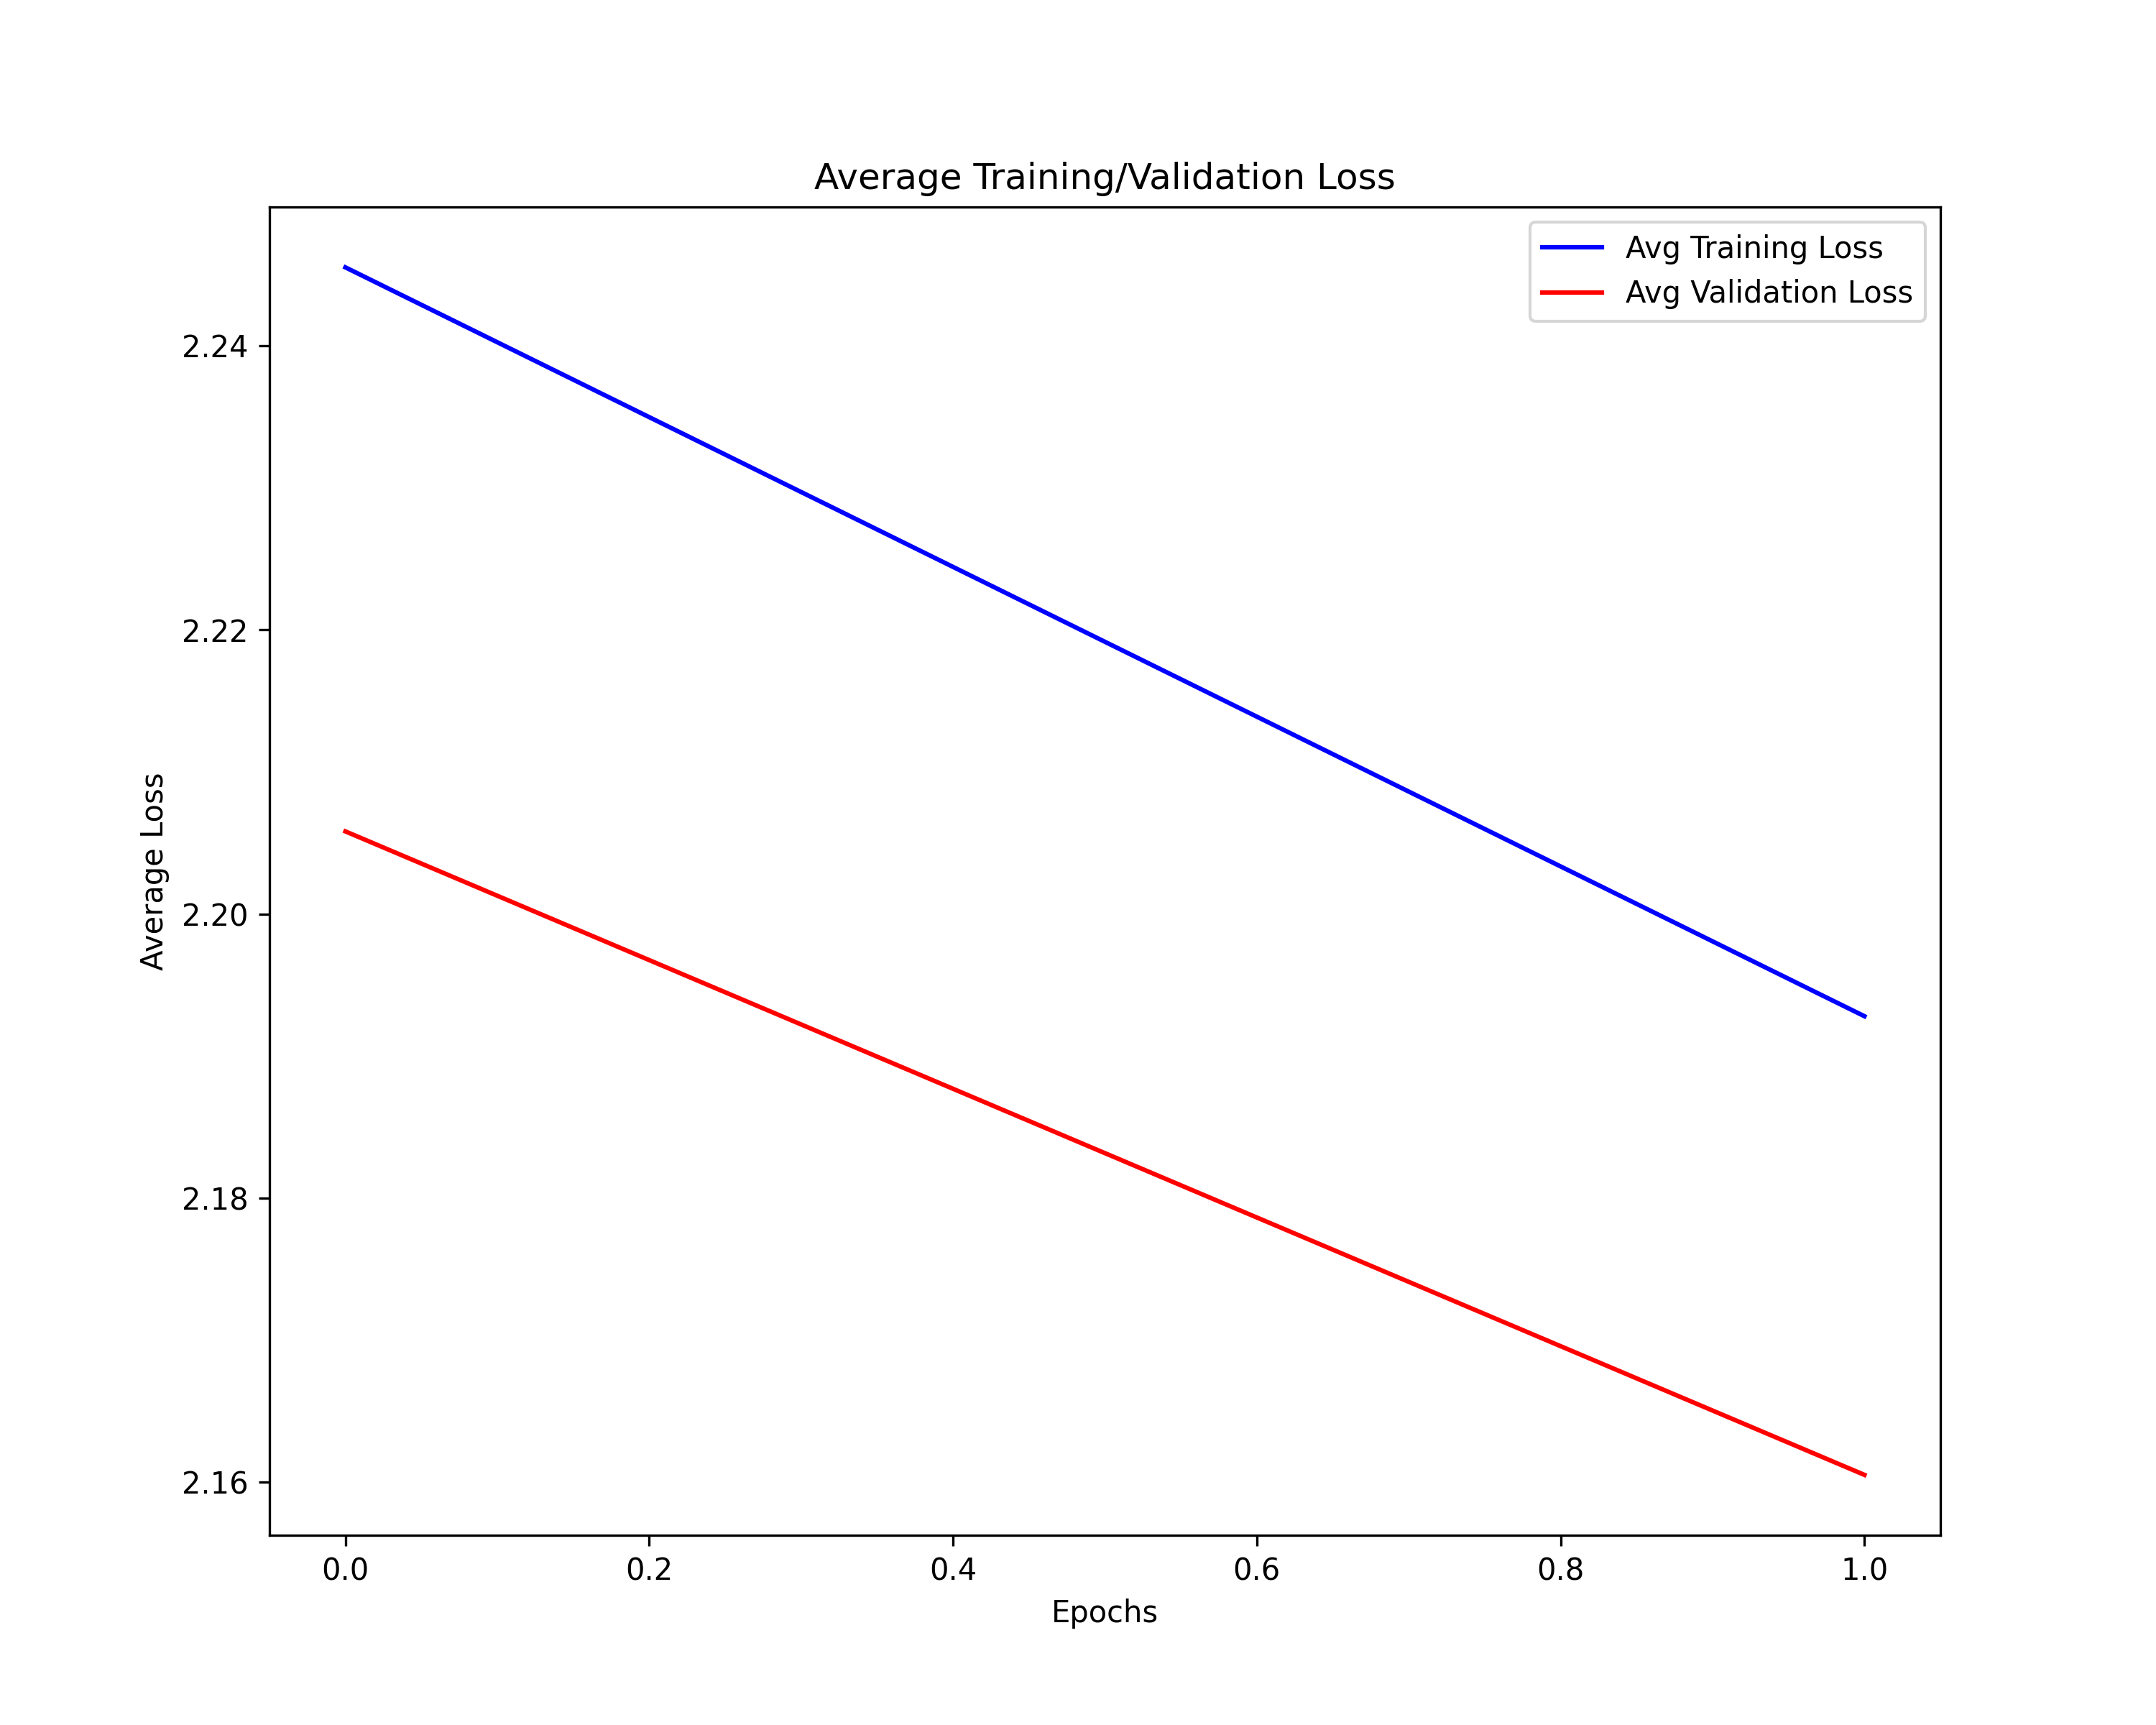 Average Training/Validation Loss
Avg Training Loss
Avg Validation Loss
2.24
2.22
2.20
2.18
2.16
Average Loss
0.0 0.2 0.4 0.6 0.8 1.0
Epochs